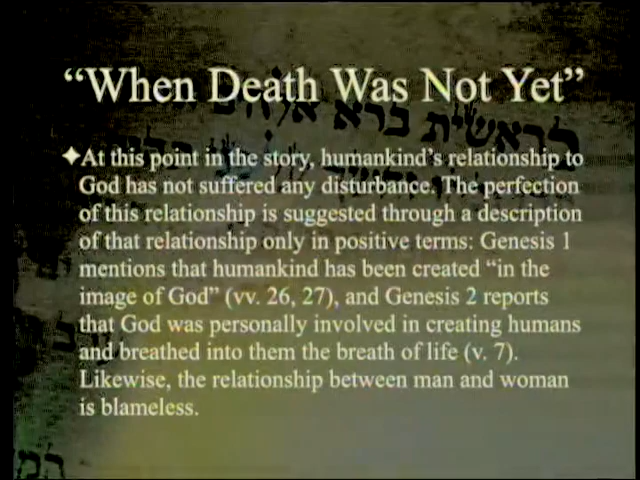 “When Death Was Not Yet”
✦At this point in the story, humankind’s relationship to
God has not suffered any disturbance. The perfection
of this relationship is suggested through a description
of that relationship only in positive terms: Genesis 1
mentions that humankind has been created “in the
image of God” (vv. 26, 27), and Genesis 2 reports
that God was personally involved in creating humans
and breathed into them the breath of life (v. 7).
Likewise, the relationship between man and woman
is blameless.
בראשית ברא אלהים